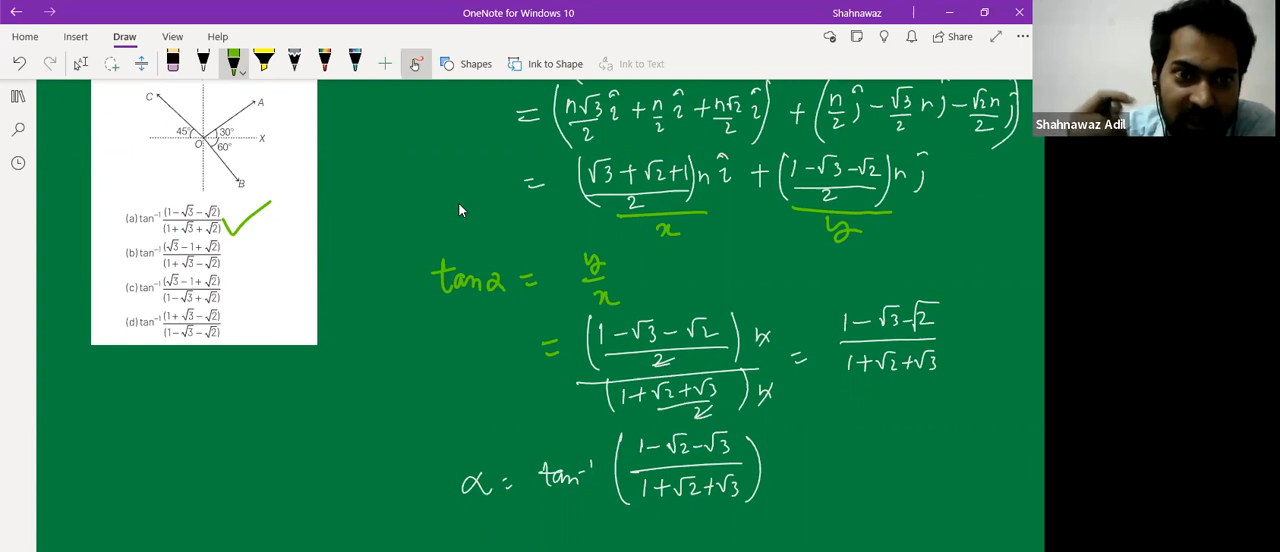 OneNote for Windows 10
Shahnawaz
Home Insert Draw View Help
Share
Shapes
Ink to Shape
Ink to Text
Shahnawaz Adil
C
A
45°
30°
O
X
60°
B
(a) tan⁻¹ (1−√3−√2)/(1+√3+√2)
(b) tan⁻¹ (√3−1+√2)/(1+√3−√2)
(c) tan⁻¹ (√3−1+√2)/(1−√3+√2)
(d) tan⁻¹ (1+√3−√2)/(1−√3−√2)
= (n√3/2 î + n/2 î + n√2/2 î) + (n/2 ĵ − √3/2 n ĵ − √2n/2 ĵ)
= (√3+√2+1)/2 n î + (1−√3−√2)/2 n ĵ
x y
tanα = y/x
= ((1−√3−√2)/2) n / ((1+√2+√3)/2) n = (1−√3−√2)/(1+√2+√3)
α = tan⁻¹ ((1−√2−√3)/(1+√2+√3))